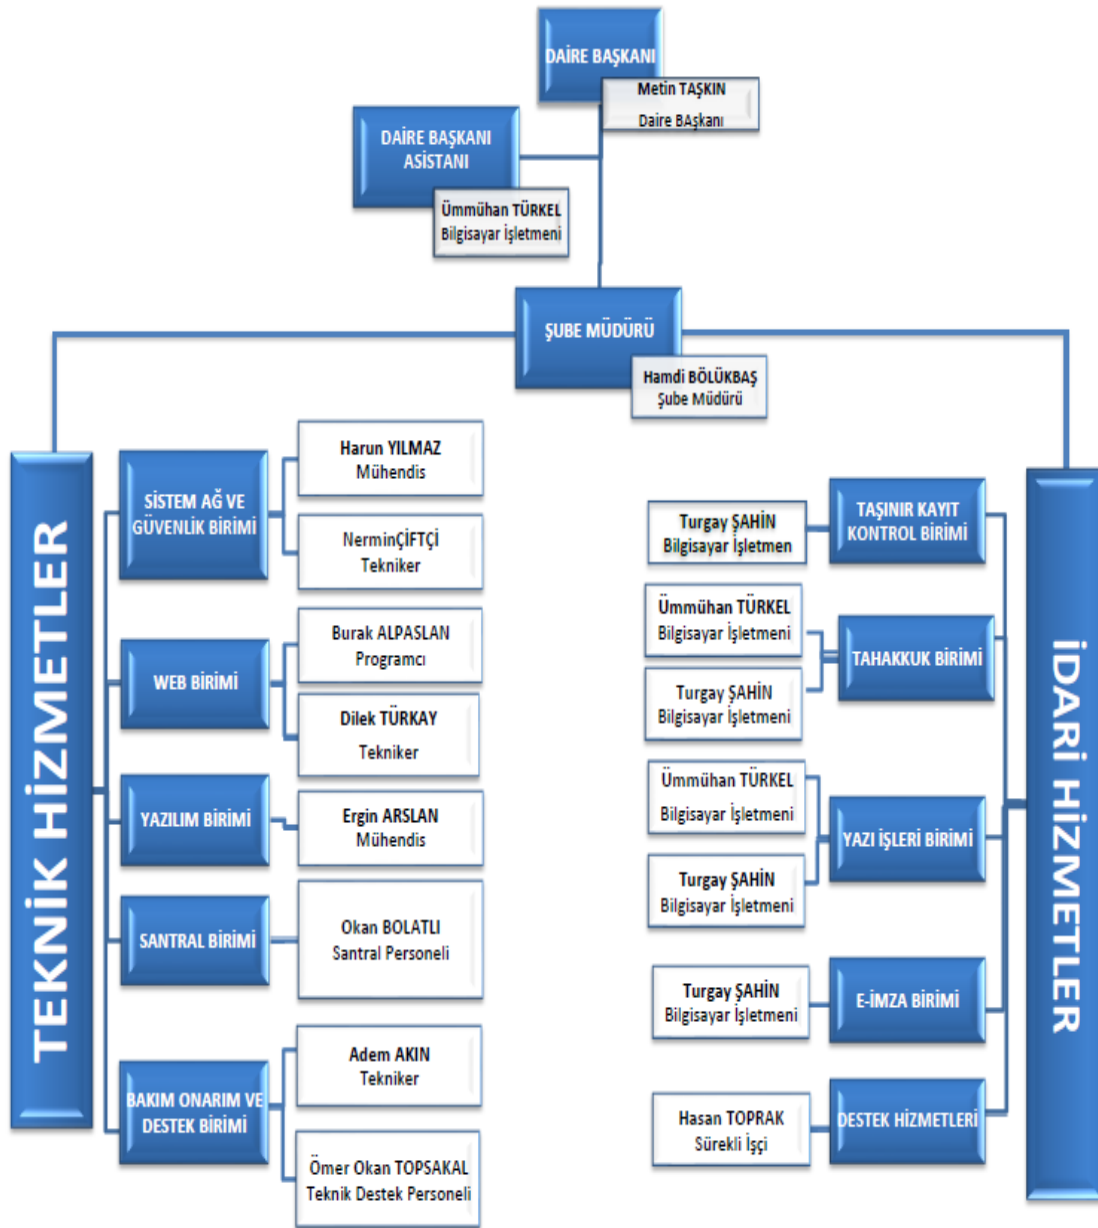 DAİRE BAŞKANI
Metin TAŞKIN
Daire BAşkanı
DAİRE BAŞKANI
ASİSTANI
Ümmühan TÜRKEL
Bilgisayar İşletmeni
ŞUBE MÜDÜRÜ
Hamdi BÖLÜKBAŞ
Şube Müdürü
TEKNİK HİZMETLER
SİSTEM AĞ VE
GÜVENLİK BİRİMİ
Harun YILMAZ
Mühendis
NerminÇİFTÇİ
Tekniker
WEB BİRİMİ
Burak ALPASLAN
Programcı
Dilek TÜRKAY
Tekniker
YAZILIM BİRİMİ
Ergin ARSLAN
Mühendis
SANTRAL BİRİMİ
Okan BOLATLI
Santral Personeli
BAKIM ONARIM VE
DESTEK BİRİMİ
Adem AKIN
Tekniker
Ömer Okan TOPSAKAL
Teknik Destek Personeli
İDARİ HİZMETLER
TAŞINIR KAYIT
KONTROL BİRİMİ
Turgay ŞAHİN
Bilgisayar İşletmen
TAHAKKUK BİRİMİ
Ümmühan TÜRKEL
Bilgisayar İşletmeni
Turgay ŞAHİN
Bilgisayar İşletmeni
YAZI İŞLERİ BİRİMİ
Ümmühan TÜRKEL
Bilgisayar İşletmeni
Turgay ŞAHİN
Bilgisayar İşletmeni
E-İMZA BİRİMİ
Turgay ŞAHİN
Bilgisayar İşletmeni
DESTEK HİZMETLERİ
Hasan TOPRAK
Sürekli İşçi